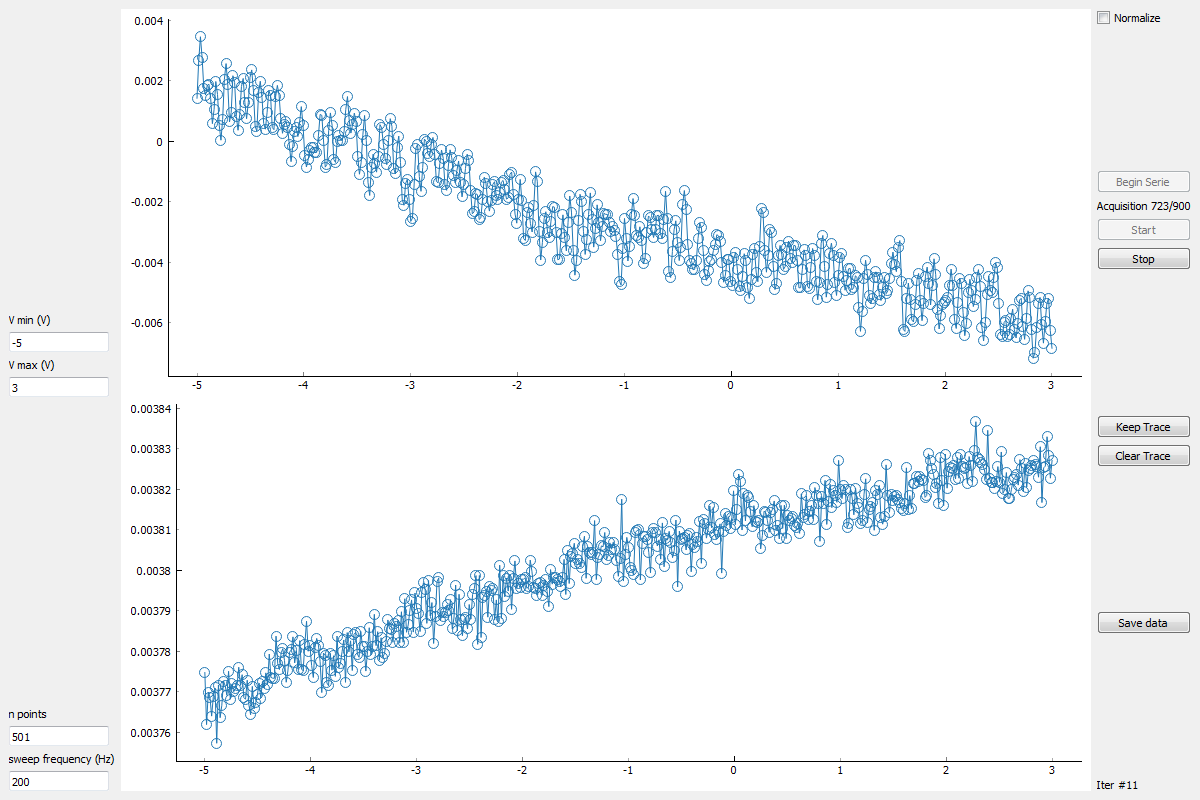 Normalize
0.004
0.002
0
-0.002
-0.004
-0.006
-5 -4 -3 -2 -1 0 1 2 3
Begin Serie
Acquisition 723/900
Start
Stop
V min (V)
-5
V max (V)
3
0.00384
0.00383
0.00382
0.00381
0.0038
0.00379
0.00378
0.00377
0.00376
-5 -4 -3 -2 -1 0 1 2 3
Keep Trace
Clear Trace
Save data
n points
501
sweep frequency (Hz)
200
Iter #11